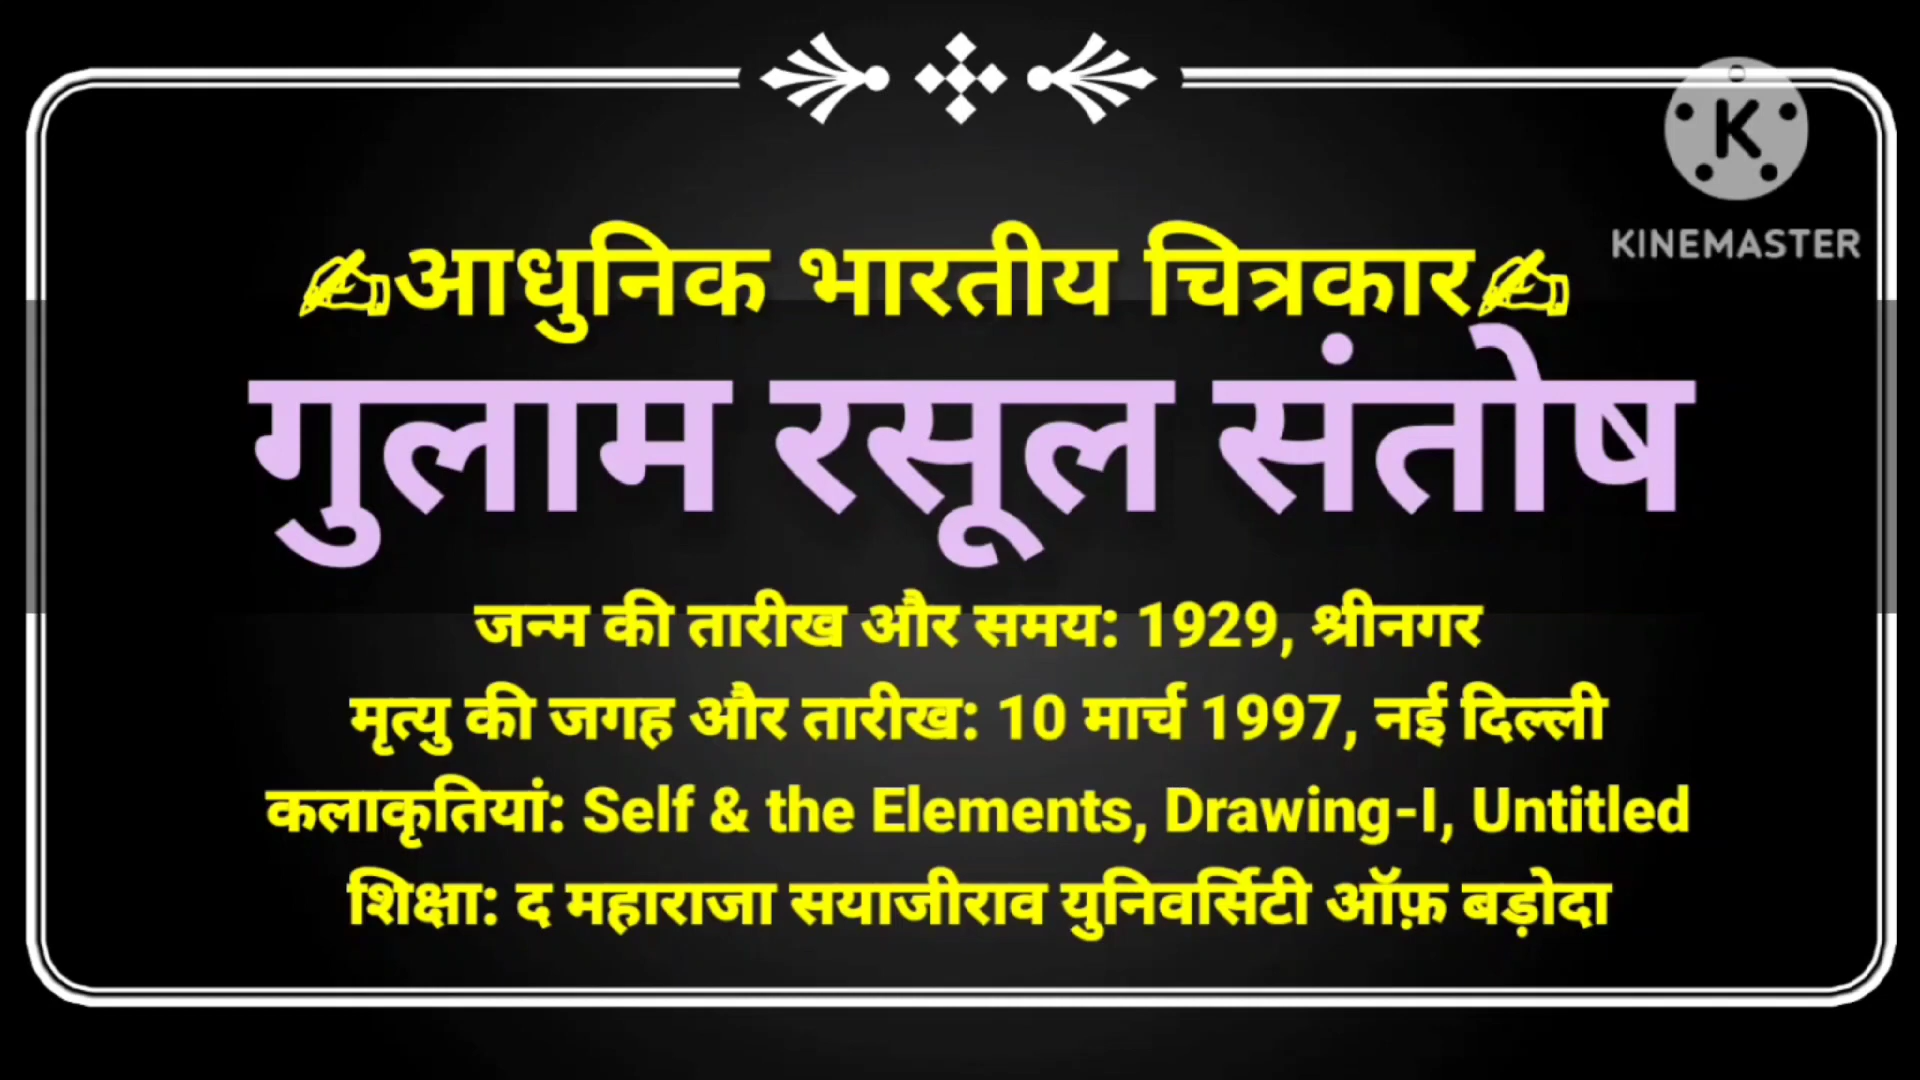 KINEMASTER
✍आधुनिक भारतीय चित्रकार✍
गुलाम रसूल संतोष
जन्म की तारीख और समय: 1929, श्रीनगर
मृत्यु की जगह और तारीख: 10 मार्च 1997, नई दिल्ली
कलाकृतियां: Self & the Elements, Drawing-I, Untitled
शिक्षा: द महाराजा सयाजीराव युनिवर्सिटी ऑफ़ बड़ोदा